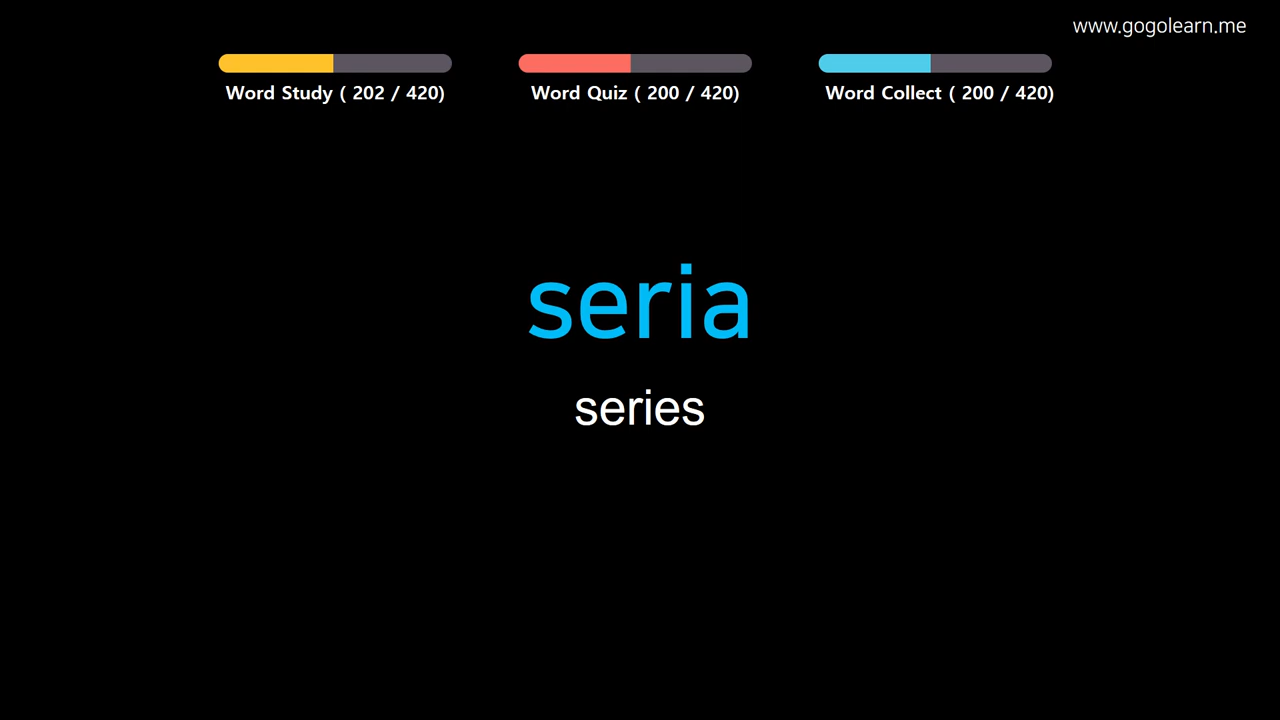 www.gogolearn.me
Word Study ( 202 / 420)
Word Quiz ( 200 / 420)
Word Collect ( 200 / 420)
seria
series